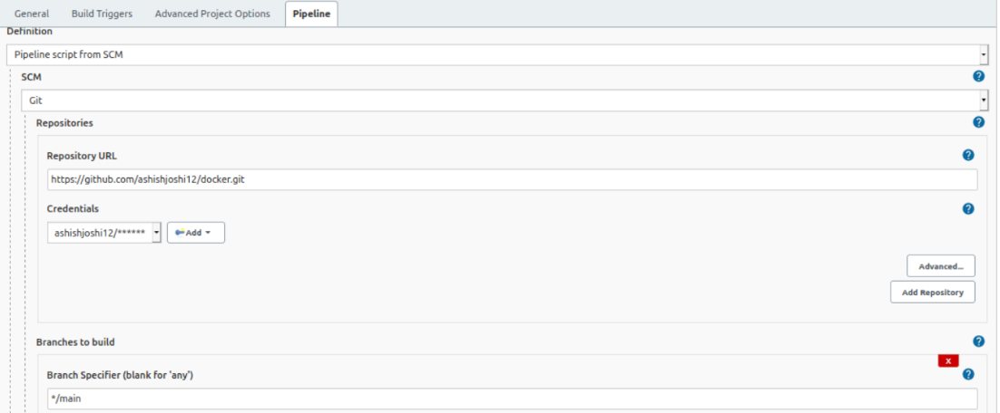 General Build Triggers Advanced Project Options Pipeline
Definition
Pipeline script from SCM
SCM
Git
Repositories
Repository URL
https://github.com/ashishjoshi12/docker.git
Credentials
ashishjoshi12/****** Add
Advanced...
Add Repository
Branches to build
X
Branch Specifier (blank for 'any')
*/main